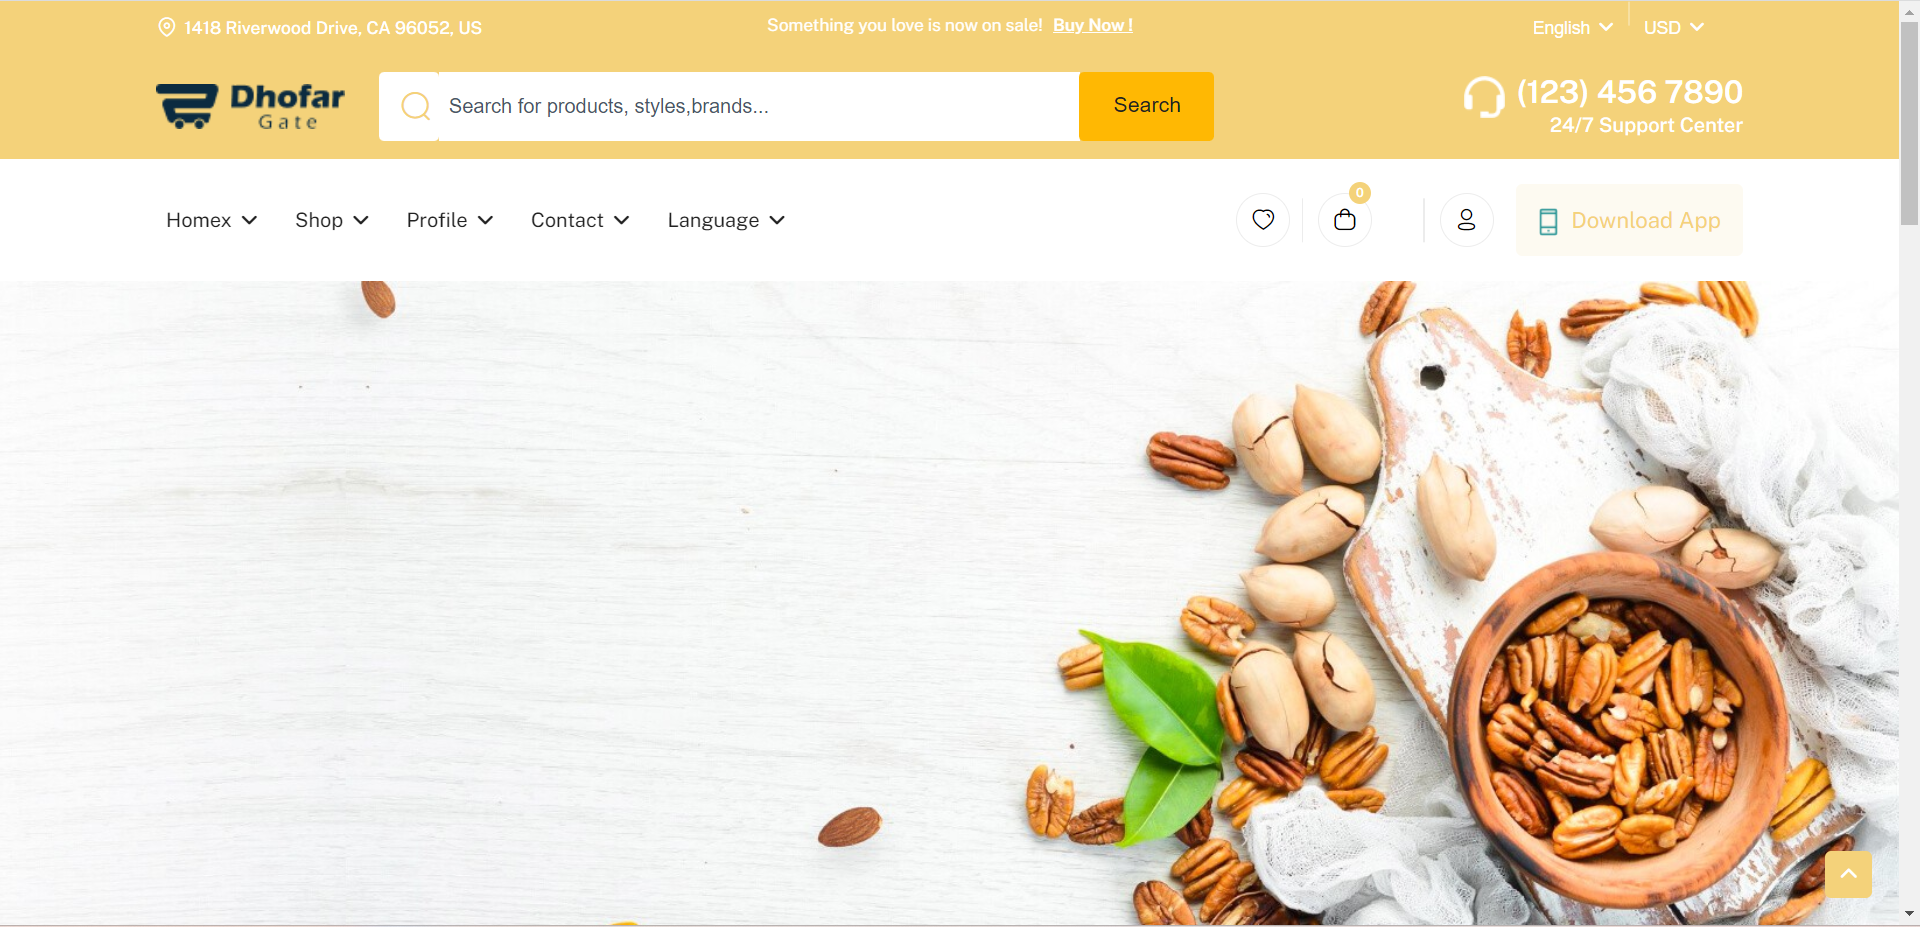 1418 Riverwood Drive, CA 96052, US
Something you love is now on sale! Buy Now !
English
USD
Dhofar
Gate
Search for products, styles,brands...
Search
(123) 456 7890
24/7 Support Center
Homex
Shop
Profile
Contact
Language
0
Download App